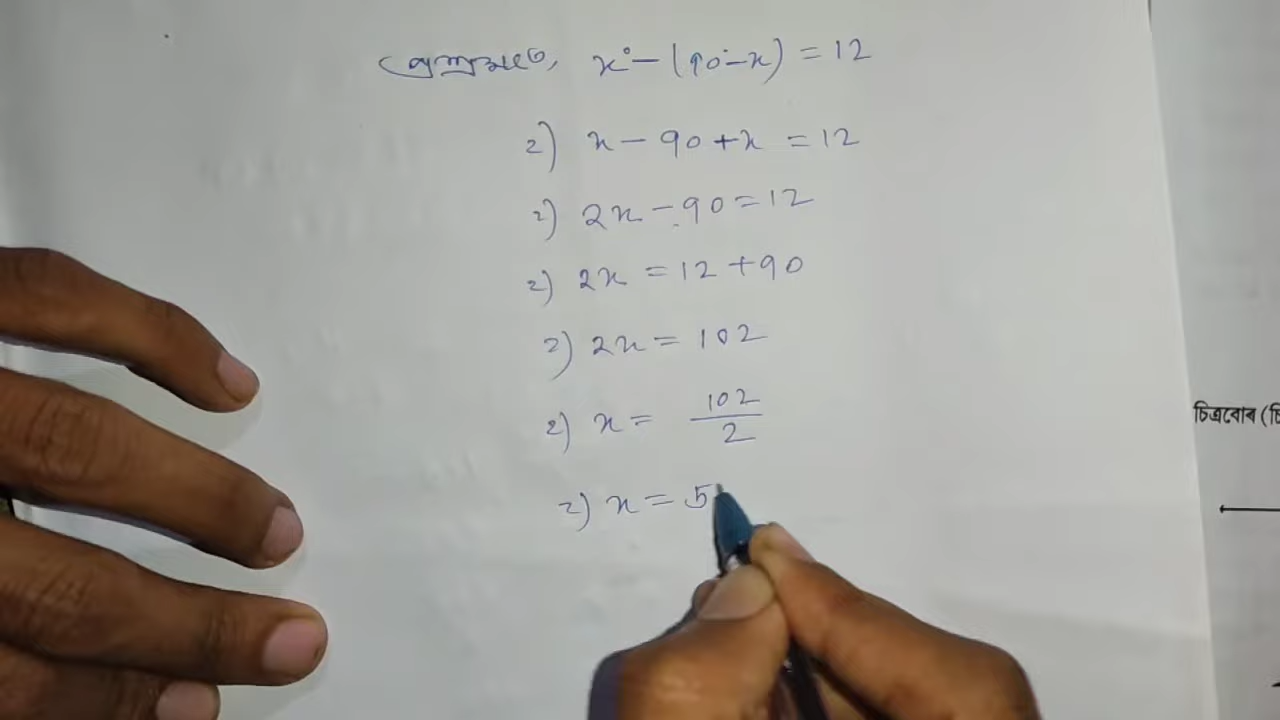 প্ৰশ্নমতে, x° - (90° - x) = 12
⇒) x - 90 + x = 12
⇒) 2x - 90 = 12
⇒) 2x = 12 + 90
⇒) 2x = 102
⇒) x = 102/2
⇒) x = 5
চিত্ৰবোৰ (চি